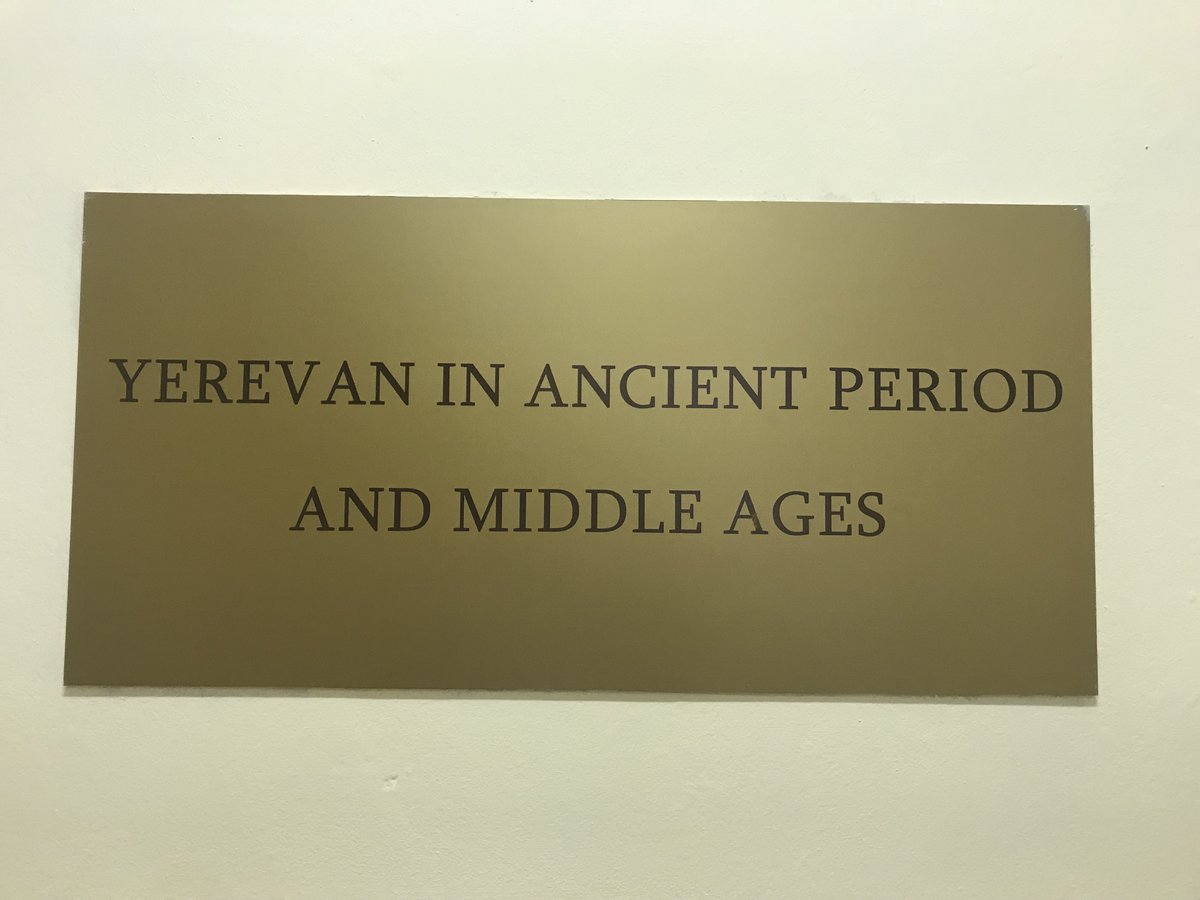 YEREVAN IN ANCIENT PERIOD
AND MIDDLE AGES